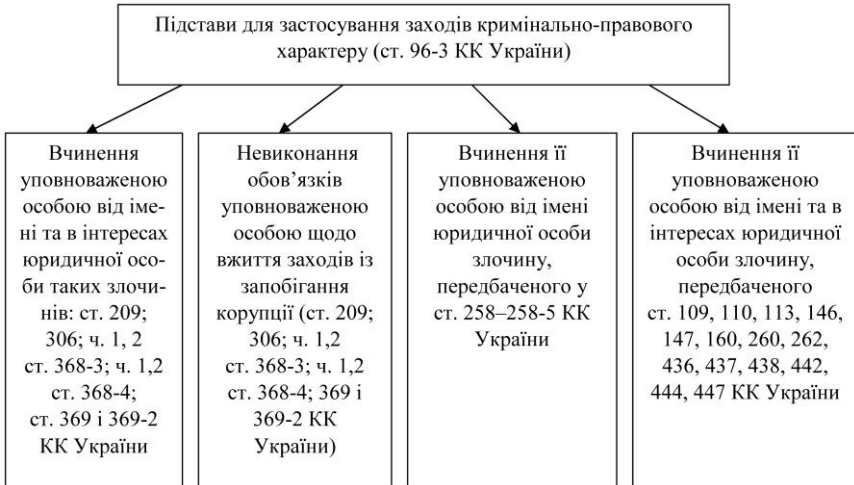 Підстави для застосування заходів кримінально-правового
характеру (ст. 96-3 КК України)
Вчинення
уповноваженою
особою від іме-
ні та в інтересах
юридичної осо-
би таких злочи-
нів: ст. 209;
306; ч. 1, 2
ст. 368-3; ч. 1,2
ст. 368-4;
ст. 369 і 369-2
КК України
Невиконання
обов’язків
уповноваженою
особою щодо
вжиття заходів із
запобігання
корупції (ст. 209;
306; ч. 1,2
ст. 368-3; ч. 1,2
ст. 368-4; 369 і
369-2 КК
України)
Вчинення її
уповноваженою
особою від імені
юридичної особи
злочину,
передбаченого у
ст. 258–258-5 КК
України
Вчинення її
уповноваженою
особою від імені та в
інтересах юридичної
особи злочину,
передбаченого
ст. 109, 110, 113, 146,
147, 160, 260, 262,
436, 437, 438, 442,
444, 447 КК України